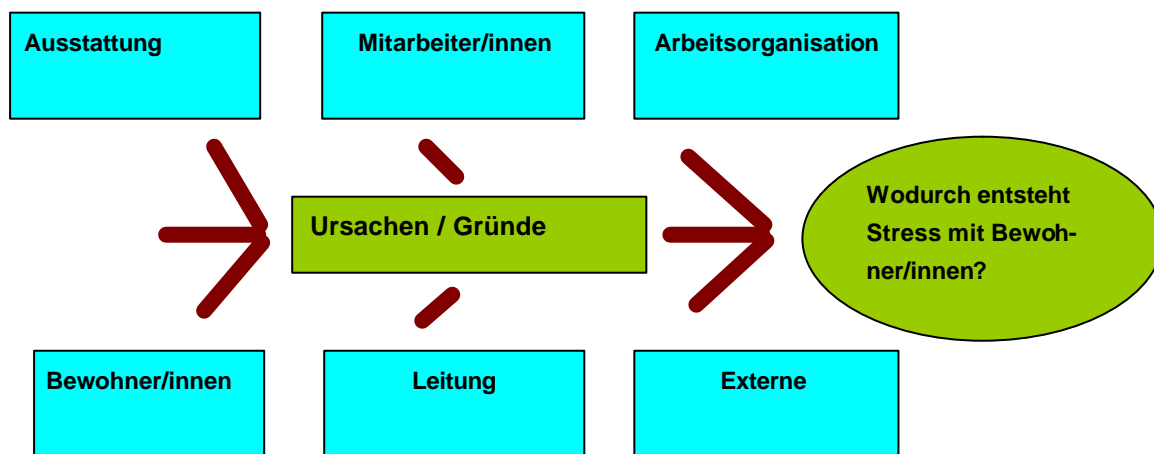 Ausstattung
Mitarbeiter/innen
Arbeitsorganisation
Ursachen / Gründe
Wodurch entsteht
Stress mit Bewoh-
ner/innen?
Bewohner/innen
Leitung
Externe